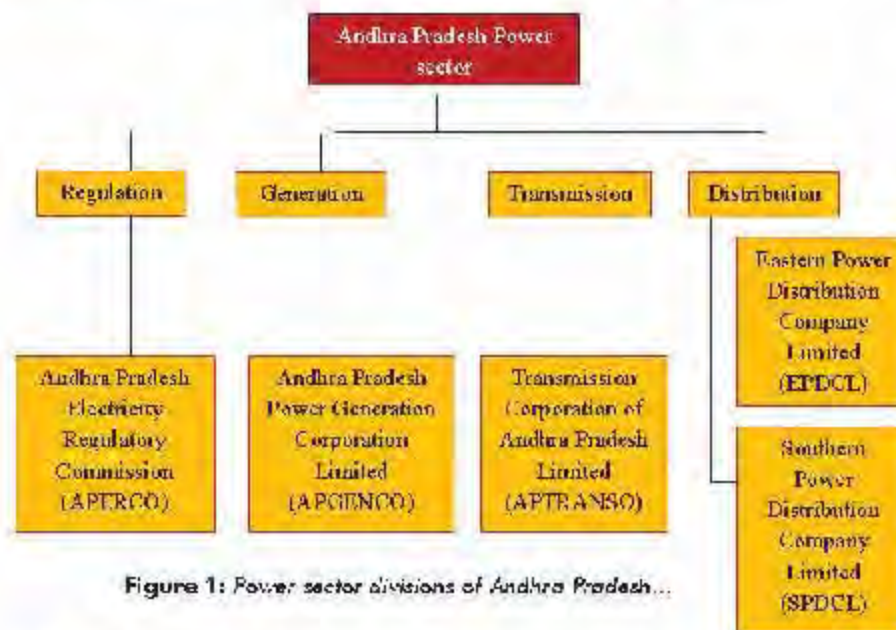 Andhra Pradesh Power
sector
Regulation
Generation
Transmission
Distribution
Eastern Power
Distribution
Company
Limited
(EPDCL)
Andhra Pradesh
Electricity
Regulatory
Commission
(APERCO)
Andhra Pradesh
Power Generation
Corporation
Limited
(APGENCO)
Transmission
Corporation of
Andhra Pradesh
Limited
(APTRANSO)
Southern
Power
Distribution
Company
Limited
(SPDCL)
Figure 1: Power sector divisions of Andhra Pradesh...